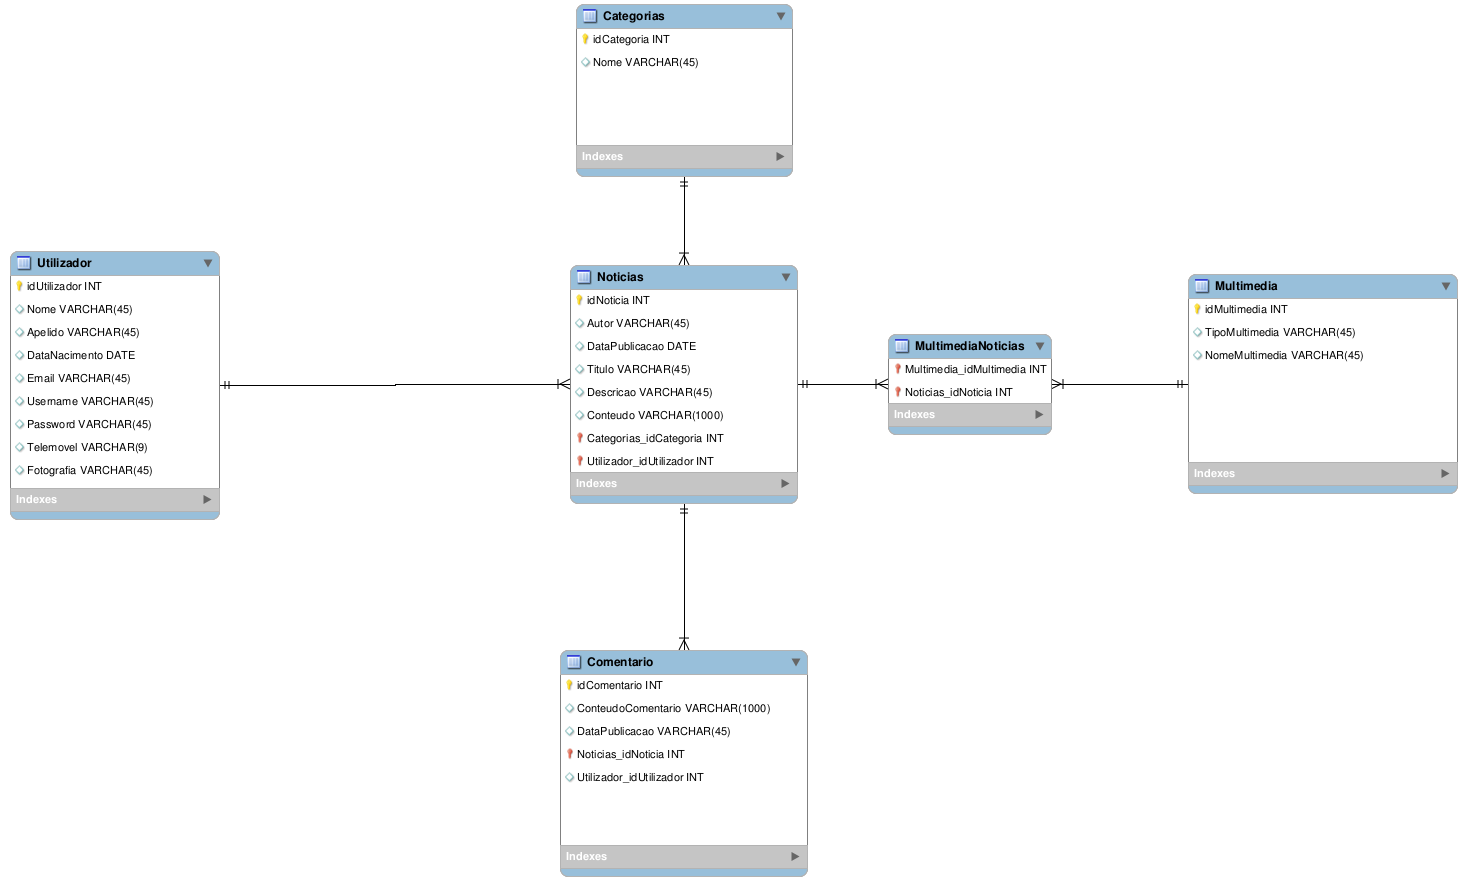 Categorias
idCategoria INT
Nome VARCHAR(45)
Indexes
Utilizador
idUtilizador INT
Nome VARCHAR(45)
Apelido VARCHAR(45)
DataNacimento DATE
Email VARCHAR(45)
Username VARCHAR(45)
Password VARCHAR(45)
Telemovel VARCHAR(9)
Fotografia VARCHAR(45)
Indexes
Noticias
idNoticia INT
Autor VARCHAR(45)
DataPublicacao DATE
Titulo VARCHAR(45)
Descricao VARCHAR(45)
Conteudo VARCHAR(1000)
Categorias_idCategoria INT
Utilizador_idUtilizador INT
Indexes
MultimediaNoticias
Multimedia_idMultimedia INT
Noticias_idNoticia INT
Indexes
Multimedia
idMultimedia INT
TipoMultimedia VARCHAR(45)
NomeMultimedia VARCHAR(45)
Indexes
Comentario
idComentario INT
ConteudoComentario VARCHAR(1000)
DataPublicacao VARCHAR(45)
Noticias_idNoticia INT
Utilizador_idUtilizador INT
Indexes